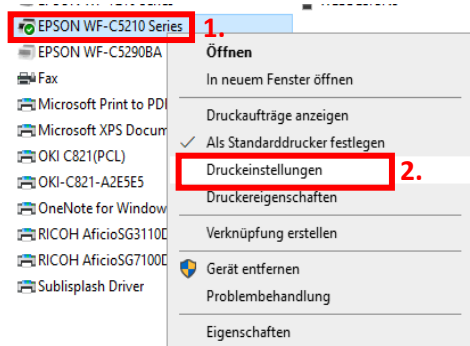 EPSON WF-C5210 Series
1.
EPSON WF-C5290BA
Fax
Microsoft Print to PD
Microsoft XPS Docum
OKI C821(PCL)
OKI-C821-A2E5E5
OneNote for Window
RICOH AficioSG3110D
RICOH AficioSG7100D
Sublisplash Driver
Öffnen
In neuem Fenster öffnen
Druckaufträge anzeigen
Als Standarddrucker festlegen
Druckeinstellungen
2.
Druckereigenschaften
Verknüpfung erstellen
Gerät entfernen
Problembehandlung
Eigenschaften